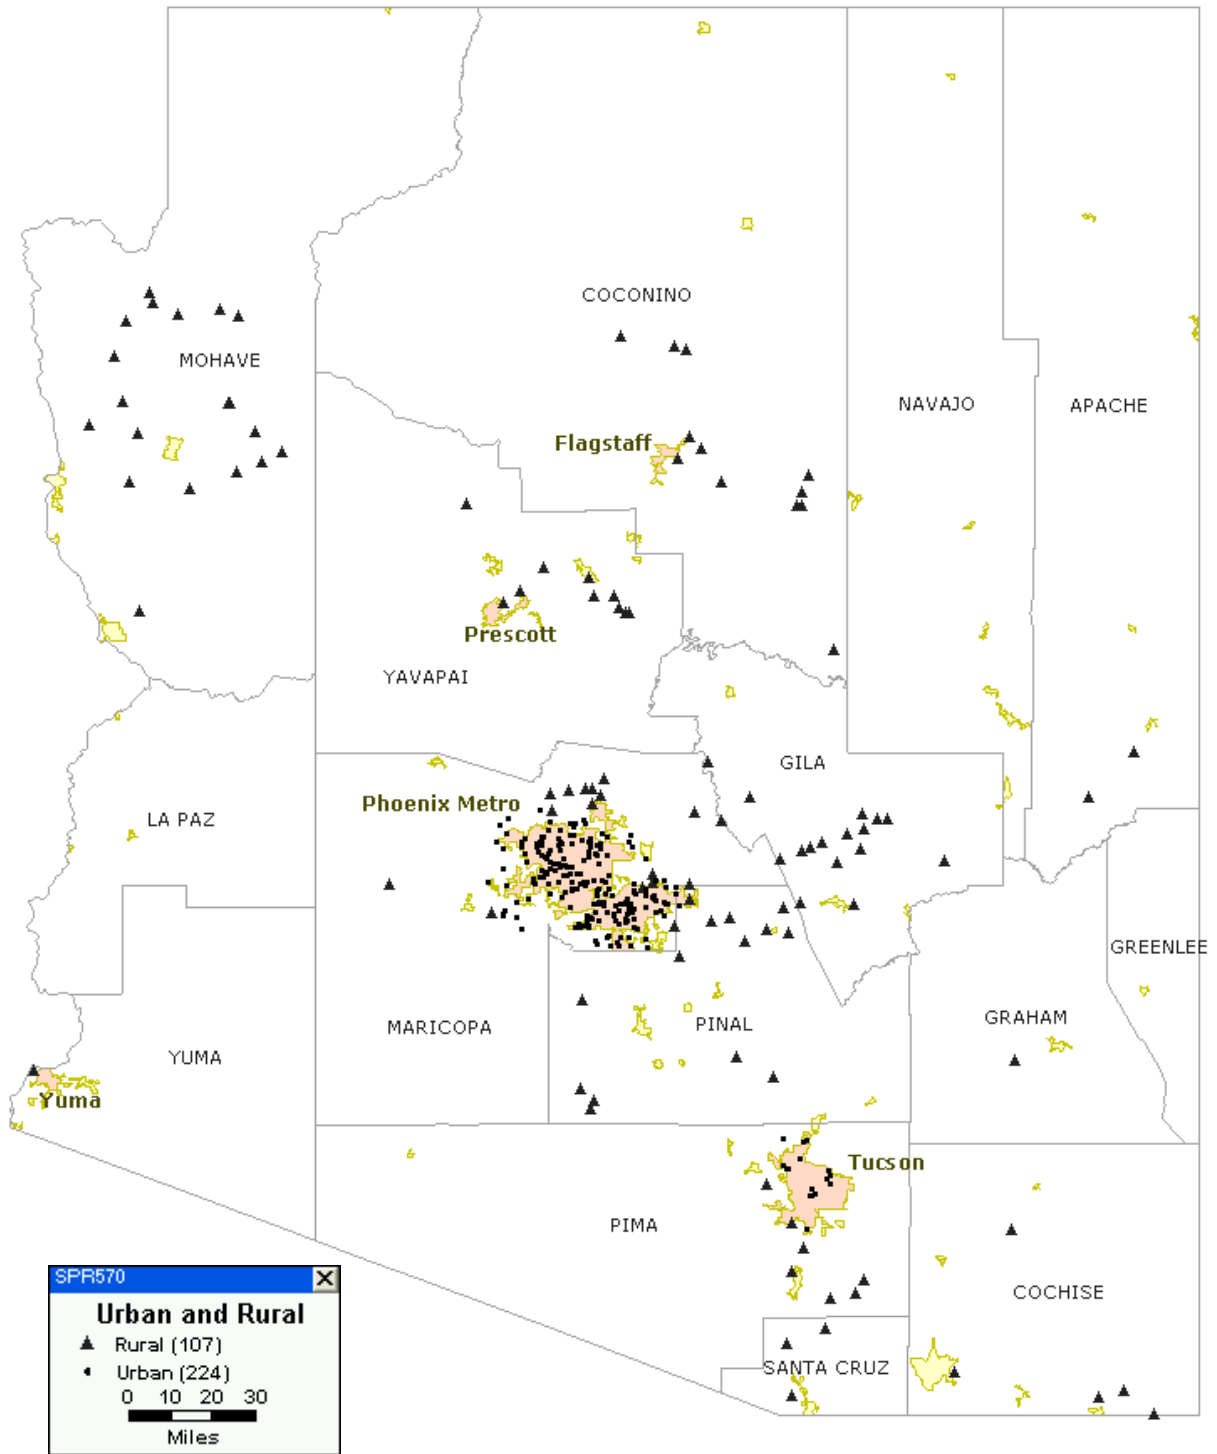 COCONINO
MOHAVE
NAVAJO
APACHE
Flagstaff
Prescott
YAVAPAI
GILA
Phoenix Metro
LA PAZ
GREENLEE
GRAHAM
MARICOPA
PINAL
YUMA
Yuma
Tucson
PIMA
COCHISE
SANTA CRUZ
SPR570
Urban and Rural
Rural (107)
Urban (224)
0 10 20 30
Miles